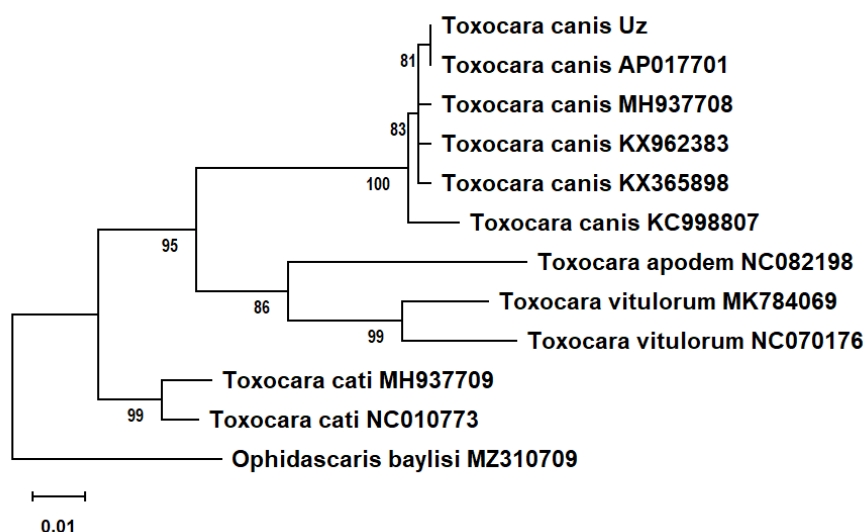 Toxocara canis Uz
81
Toxocara canis AP017701
Toxocara canis MH937708
83
Toxocara canis KX962383
100
Toxocara canis KX365898
Toxocara canis KC998807
95
Toxocara apodem NC082198
86
Toxocara vitulorum MK784069
99
Toxocara vitulorum NC070176
Toxocara cati MH937709
99
Toxocara cati NC010773
Ophidascaris baylisi MZ310709
0.01